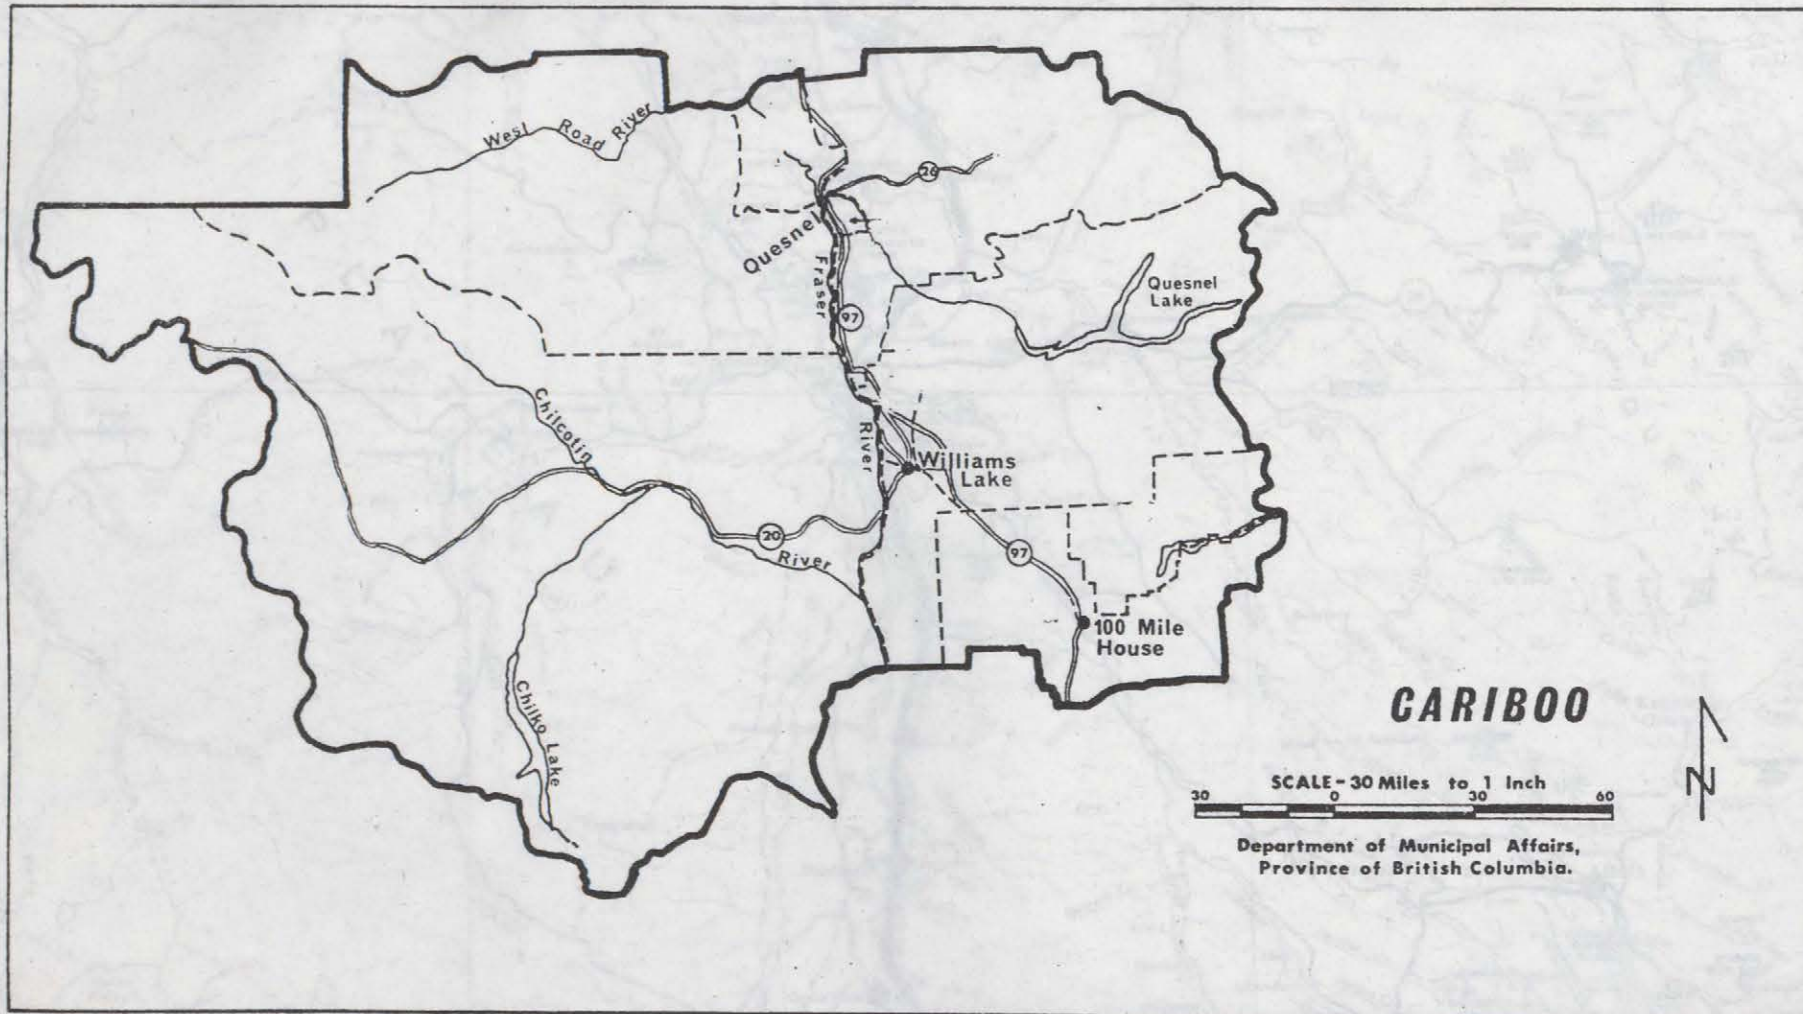 West Road River
26
Quesnel
Fraser
Quesnel
Lake
97
Chilcotin
River
Williams
Lake
20
River
97
100 Mile
House
Chilko Lake
CARIBOO
SCALE - 30 Miles to 1 Inch
30 0 30 60
N
Department of Municipal Affairs,
Province of British Columbia.